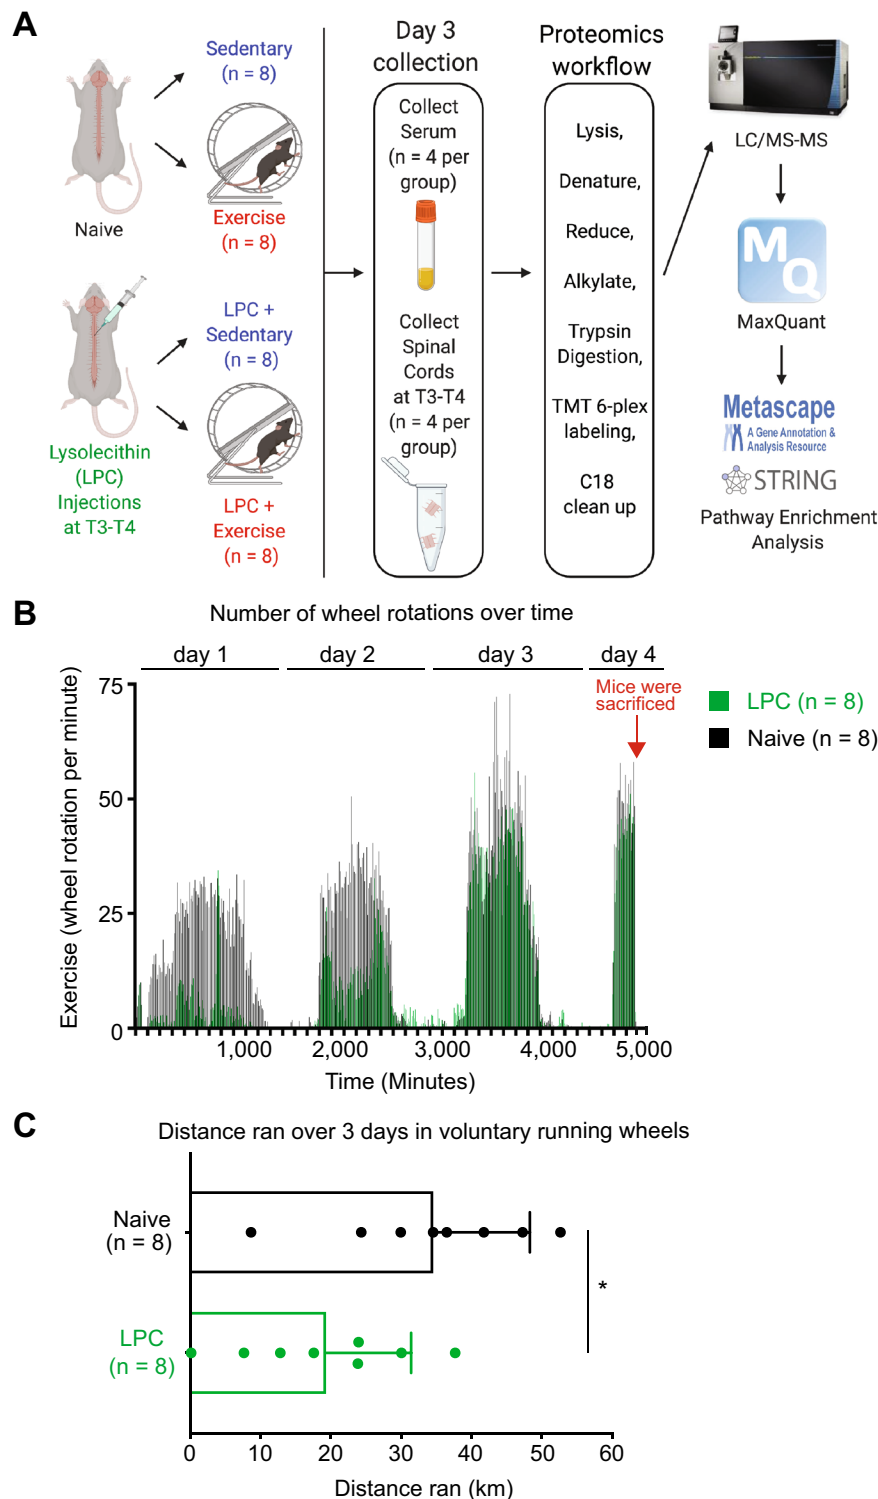 A
Naive
Sedentary
(n = 8)
Exercise
(n = 8)
Lysolecithin
(LPC)
Injections
at T3-T4
LPC +
Sedentary
(n = 8)
LPC +
Exercise
(n = 8)
Day 3
collection
Collect
Serum
(n = 4 per
group)
Collect
Spinal
Cords
at T3-T4
(n = 4 per
group)
Proteomics
workflow
Lysis,
Denature,
Reduce,
Alkylate,
Trypsin
Digestion,
TMT 6-plex
labeling,
C18
clean up
LC/MS-MS
M
Q
MaxQuant
Metascape
A Gene Annotation &
Analysis Resource
STRING
Pathway Enrichment
Analysis
B
Number of wheel rotations over time
day 1 day 2 day 3 day 4
Mice were
sacrificed
LPC (n = 8)
Naive (n = 8)
Exercise (wheel rotation per minute)
75
50
25
0
1,000 2,000 3,000 4,000 5,000
Time (Minutes)
C
Distance ran over 3 days in voluntary running wheels
Naive
(n = 8)
*
LPC
(n = 8)
0 10 20 30 40 50 60
Distance ran (km)